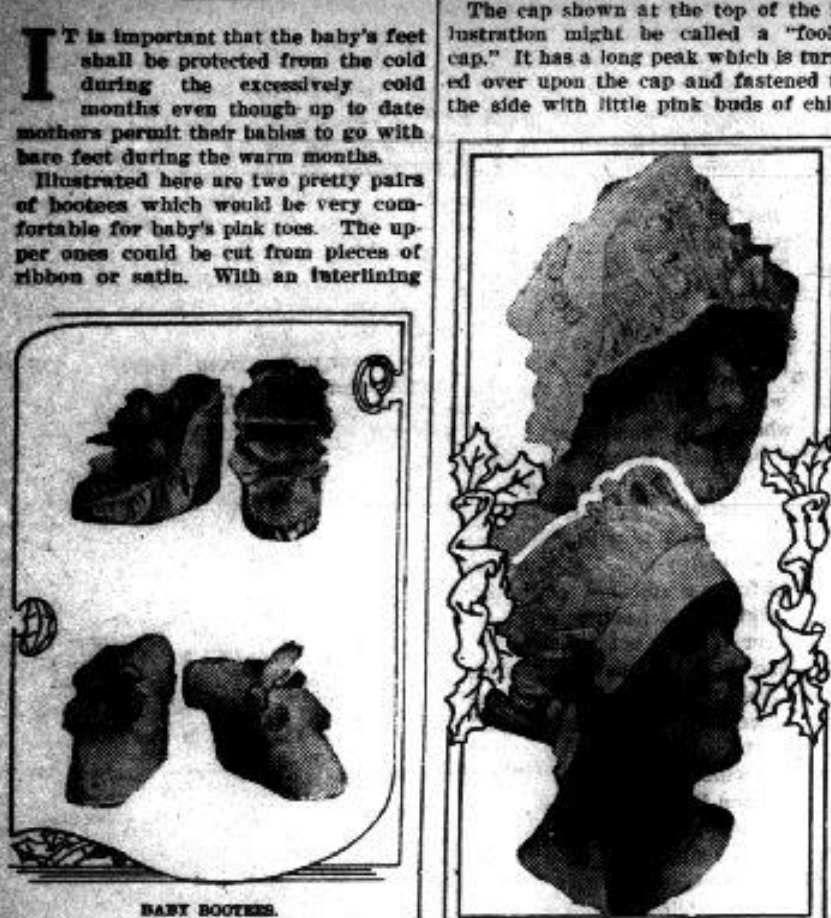 IT is important that the baby's feet
shall be protected from the cold
during the excessively cold
months even though up to date
mothers permit their babies to go with
bare feet during the warm months.
Illustrated here are two pretty pairs
of bootees which would be very com-
fortable for baby's pink toes. The up-
per ones could be cut from pieces of
ribbon or satin. With an interlining
BABY BOOTEES.
The cap shown at the top of the
lustration might be called a "fool
cap." It has a long peak which is tur
ed over upon the cap and fastened
the side with little pink buds of chi